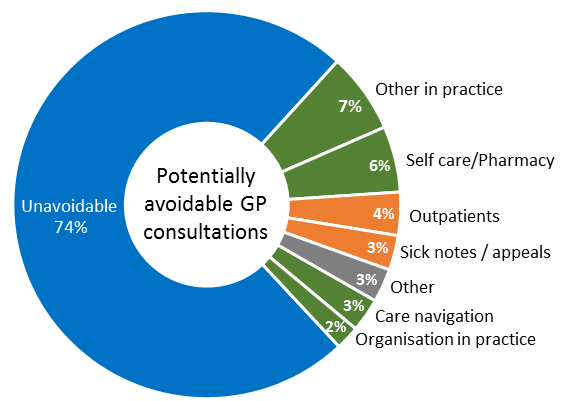 Potentially
avoidable GP
consultations
Unavoidable
74%
7%
Other in practice
6%
Self care/Pharmacy
4%
Outpatients
3%
Sick notes / appeals
3%
Other
3%
Care navigation
2%
Organisation in practice